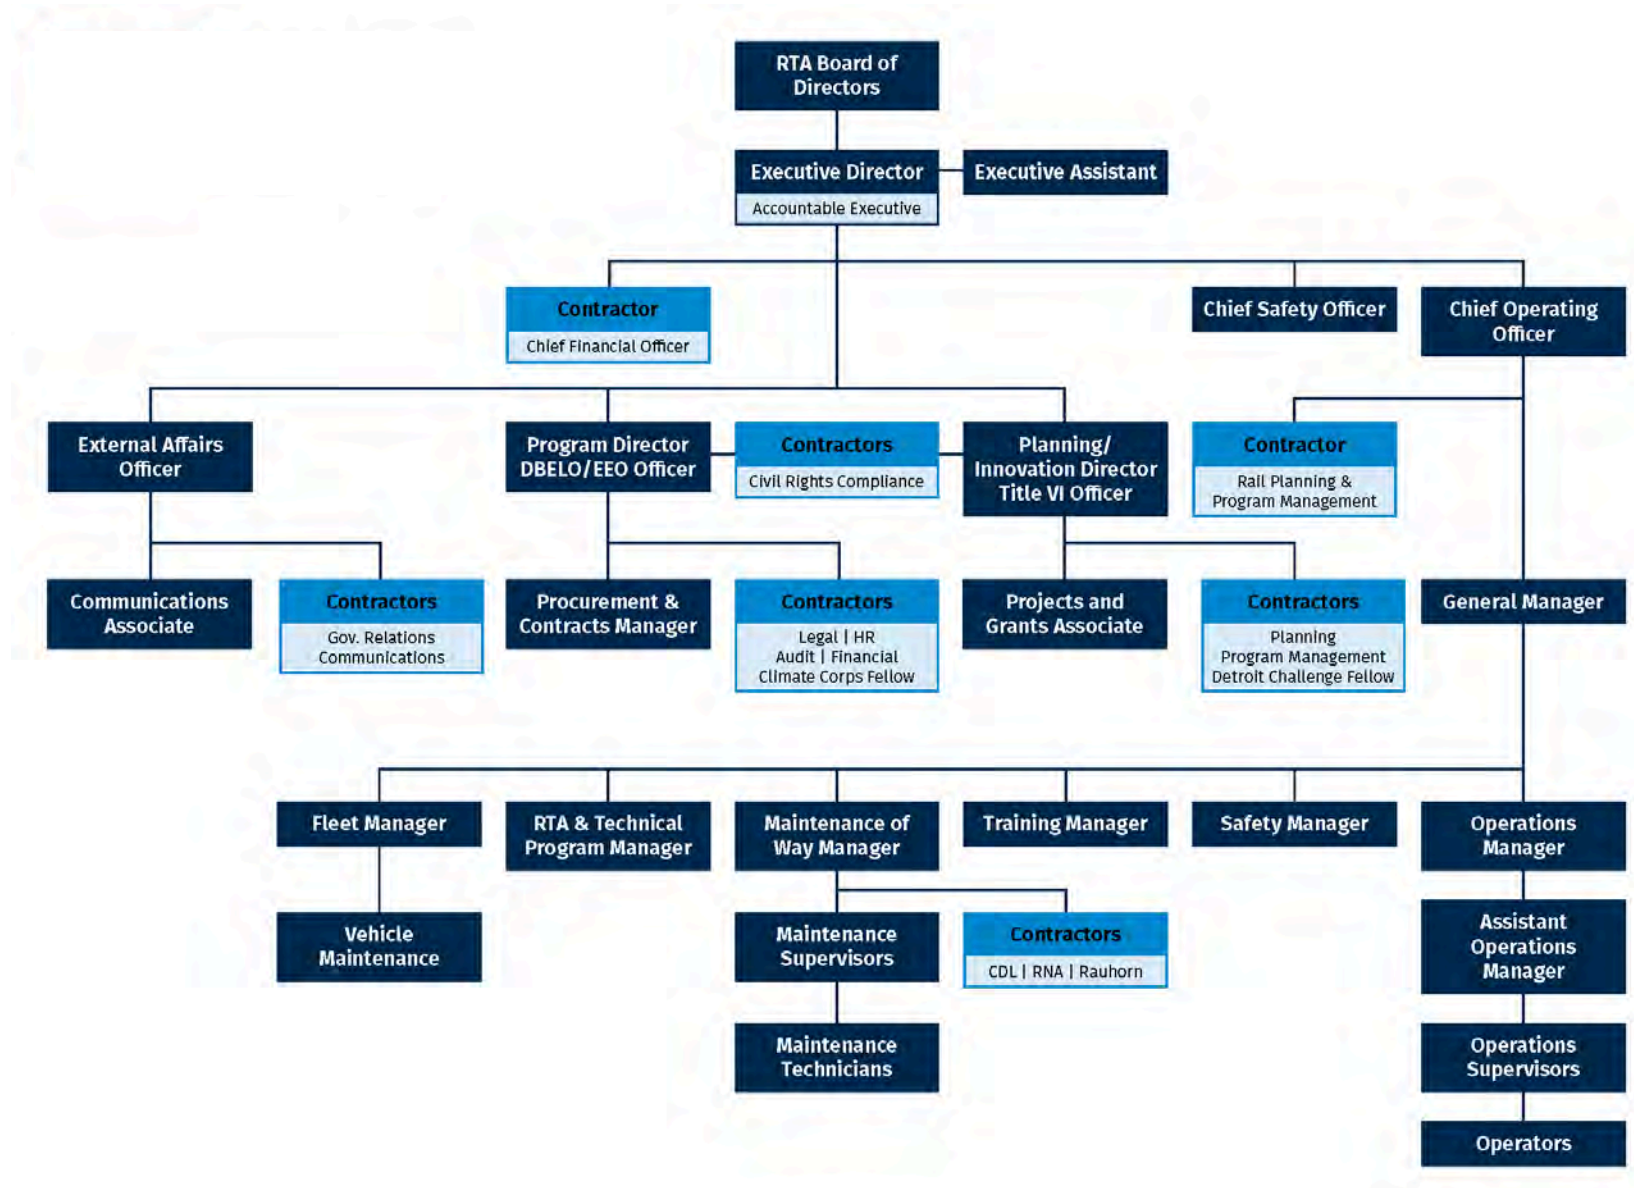 RTA Board of
Directors
Executive Director
Accountable Executive
Executive Assistant
Contractor
Chief Financial Officer
Chief Safety Officer
Chief Operating
Officer
External Affairs
Officer
Program Director
DBELO/EEO Officer
Contractors
Civil Rights Compliance
Planning/
Innovation Director
Title VI Officer
Contractor
Rail Planning &
Program Management
Communications
Associate
Contractors
Gov. Relations
Communications
Procurement &
Contracts Manager
Contractors
Legal | HR
Audit | Financial
Climate Corps Fellow
Projects and
Grants Associate
Contractors
Planning
Program Management
Detroit Challenge Fellow
General Manager
Fleet Manager
RTA & Technical
Program Manager
Maintenance of
Way Manager
Training Manager
Safety Manager
Operations
Manager
Vehicle
Maintenance
Maintenance
Supervisors
Contractors
CDL | RNA | Rauhorn
Assistant
Operations
Manager
Maintenance
Technicians
Operations
Supervisors
Operators